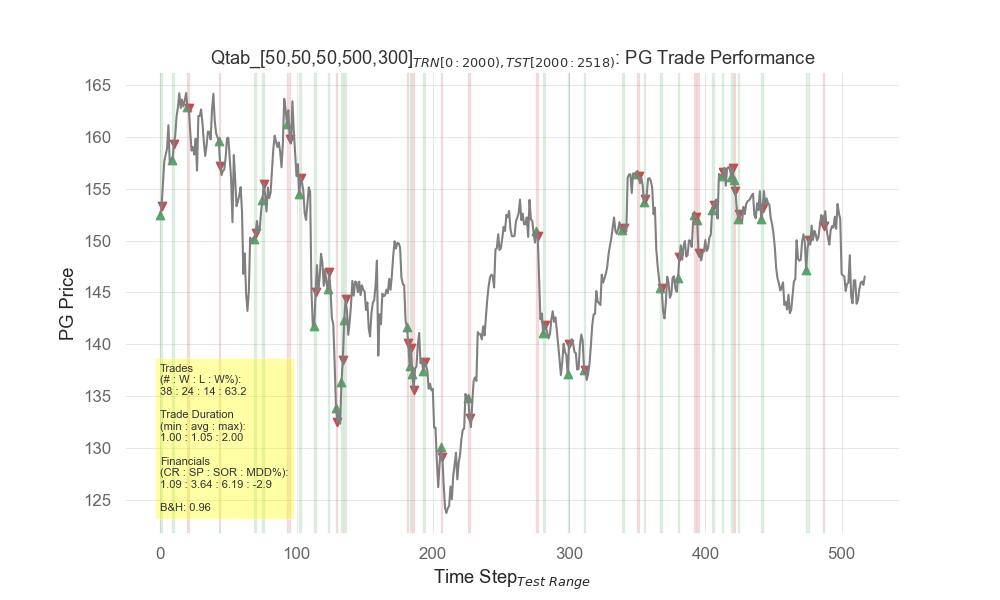 Qtab_[50,50,50,500,300]TRN[0:2000),TST[2000:2518): PG Trade Performance
165
160
155
150
145
140
135
130
125
PG Price
Trades
(# : W : L : W%):
38 : 24 : 14 : 63.2
Trade Duration
(min : avg : max):
1.00 : 1.05 : 2.00
Financials
(CR : SP : SOR : MDD%):
1.09 : 3.64 : 6.19 : -2.9
B&H: 0.96
0 100 200 300 400 500
Time StepTest Range